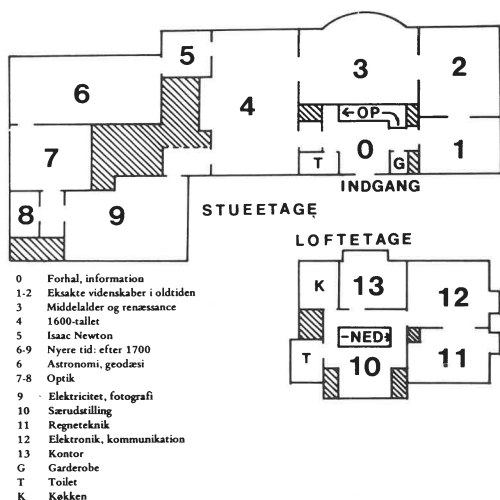 5
6
4
3
2
←OP
7
0
1
T
G
INDGANG
8
9
STUEETAGE
LOFTETAGE
K
13
12
NED→
T
10
11
0 Forhal, information
1-2 Eksakte videnskaber i oldtiden
3 Middelalder og renæssance
4 1600-tallet
5 Isaac Newton
6-9 Nyere tid: efter 1700
6 Astronomi, geodæsi
7-8 Optik
9 Elektricitet, fotografi
10 Særudstilling
11 Regneteknik
12 Elektronik, kommunikation
13 Kontor
G Garderobe
T Toilet
K Køkken